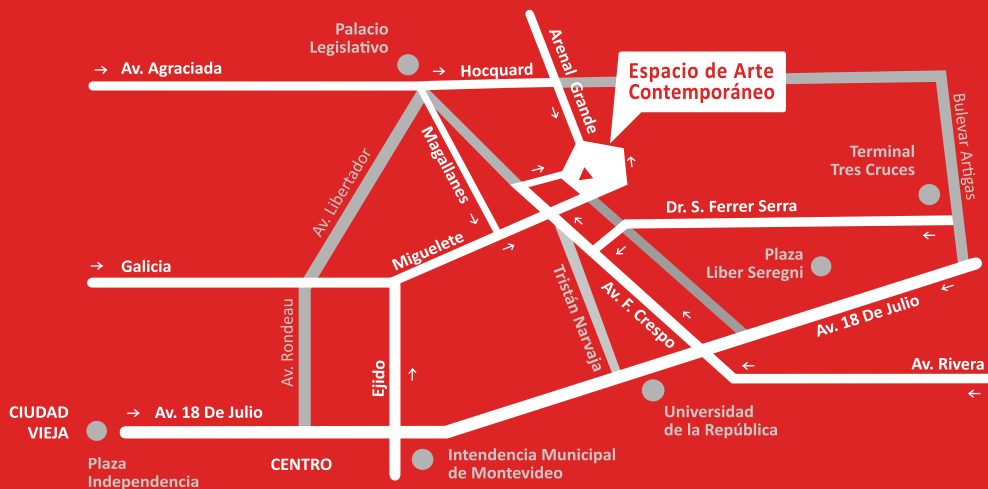 Palacio
Legislativo
Av. Agraciada
Hocquard
Arenal Grande
Espacio de Arte
Contemporáneo
Bulevar Artigas
Terminal
Tres Cruces
Magallanes
Av. Libertador
Dr. S. Ferrer Serra
Miguelete
Galicia
Plaza
Liber Seregni
Tristán Narvaja
Av. F. Crespo
Av. 18 De Julio
Av. Rondeau
Ejido
Av. Rivera
CIUDAD
VIEJA
Av. 18 De Julio
Universidad
de la República
Plaza
Independencia
CENTRO
Intendencia Municipal
de Montevideo